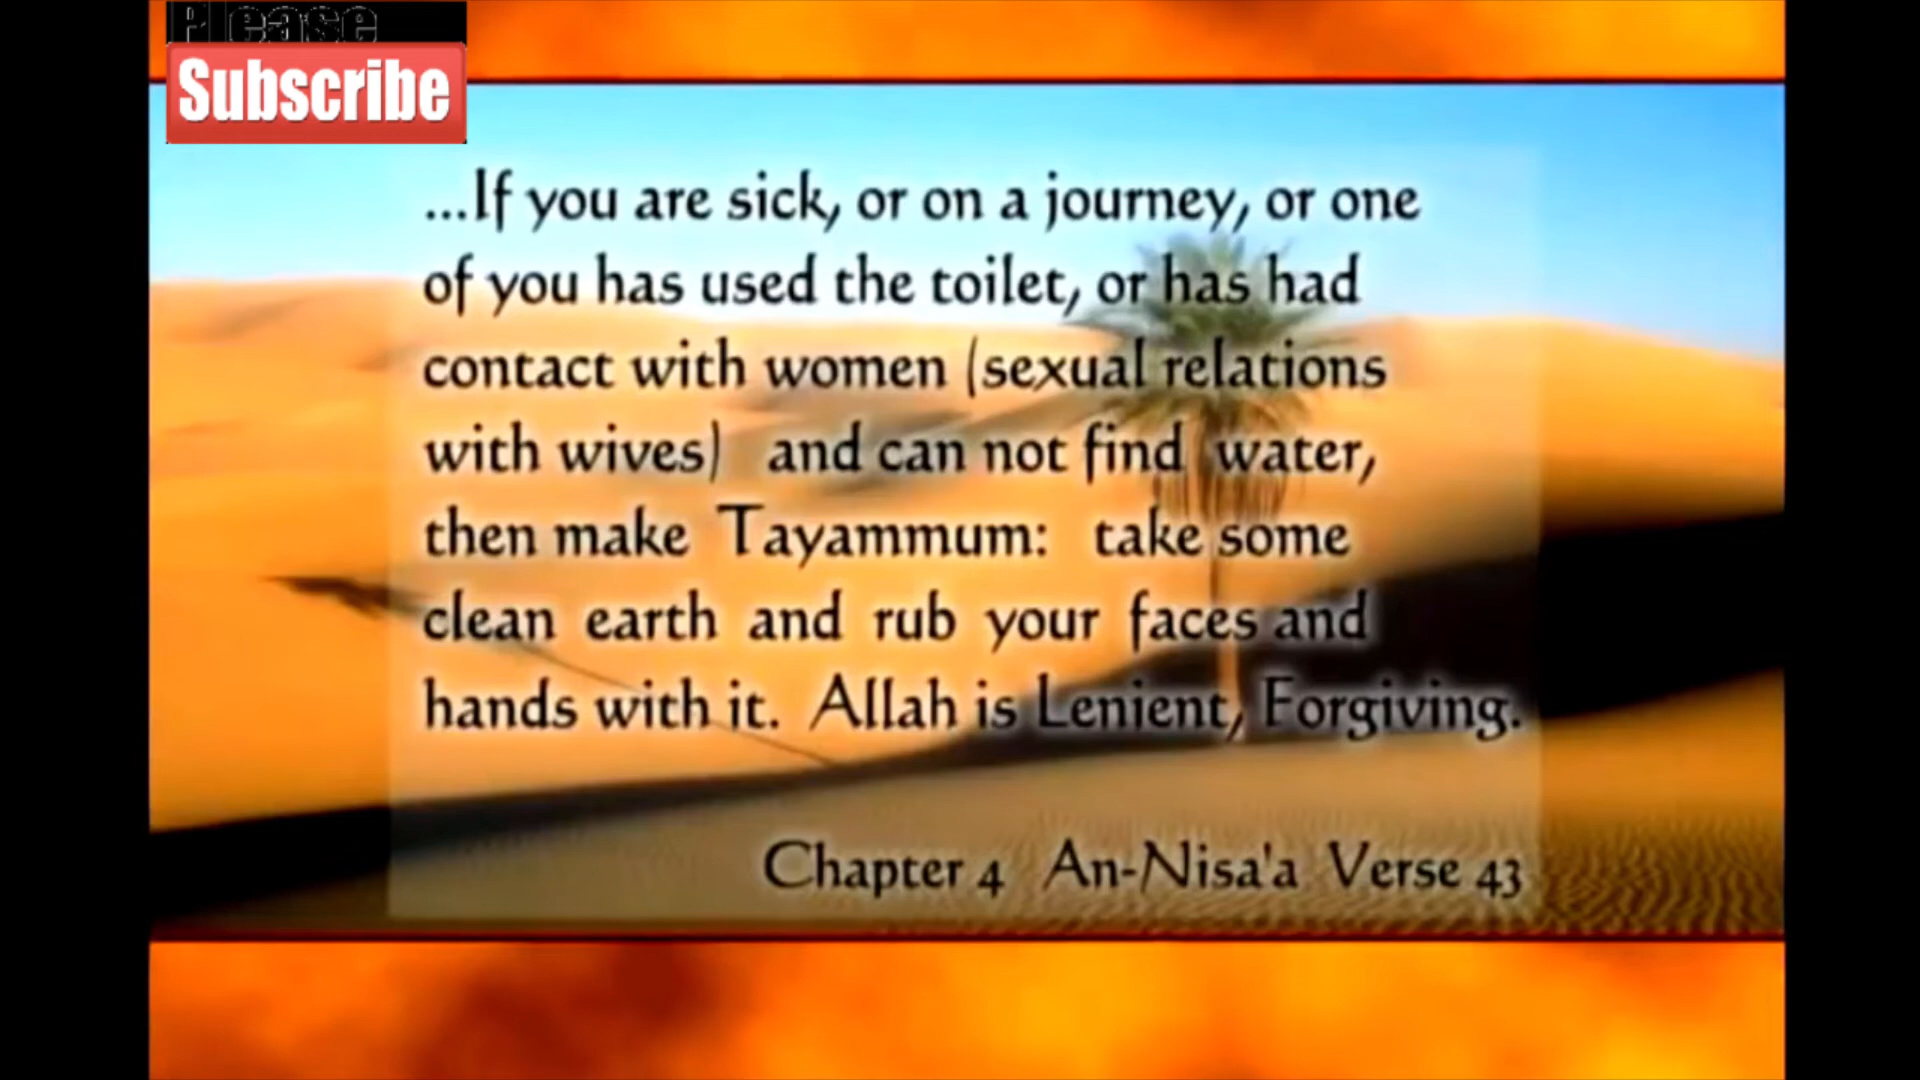 Please
Subscribe
...If you are sick, or on a journey, or one
of you has used the toilet, or has had
contact with women (sexual relations
with wives) and can not find water,
then make Tayammum: take some
clean earth and rub your faces and
hands with it. Allah is Lenient, Forgiving.
Chapter 4 An-Nisa'a Verse 43